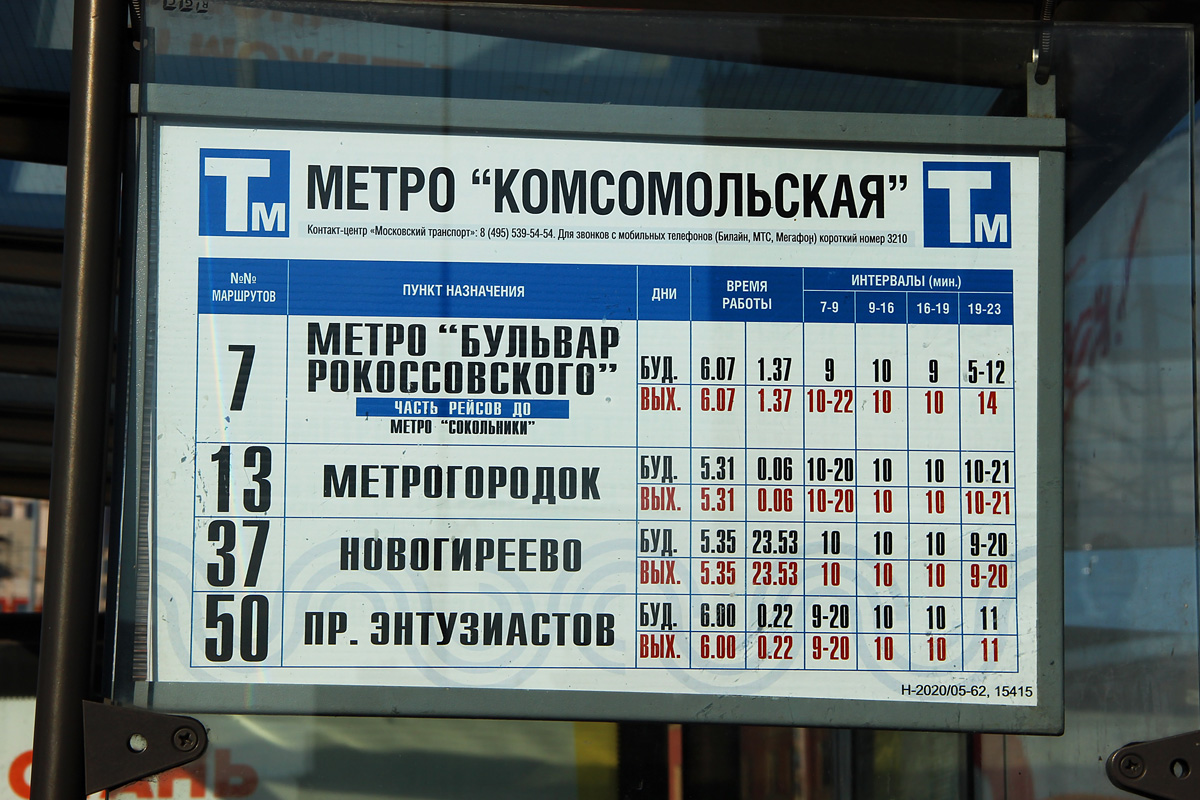 Тм МЕТРО “КОМСОМОЛЬСКАЯ” Тм
Контакт-центр «Московский транспорт»: 8 (495) 539-54-54. Для звонков с мобильных телефонов (Билайн, МТС, Мегафон) короткий номер 3210
№№ МАРШРУТОВ ПУНКТ НАЗНАЧЕНИЯ ДНИ ВРЕМЯ РАБОТЫ ИНТЕРВАЛЫ (мин.)
7-9 9-16 16-19 19-23
7 МЕТРО “БУЛЬВАР
РОКОССОВСКОГО”
ЧАСТЬ РЕЙСОВ ДО
МЕТРО “СОКОЛЬНИКИ”
БУД. 6.07 1.37 9 10 9 5-12
ВЫХ. 6.07 1.37 10-22 10 10 14
13 МЕТРОГОРОДОК
БУД. 5.31 0.06 10-20 10 10 10-21
ВЫХ. 5.31 0.06 10-20 10 10 10-21
37 НОВОГИРЕЕВО
БУД. 5.35 23.53 10 10 10 9-20
ВЫХ. 5.35 23.53 10 10 10 9-20
50 ПР. ЭНТУЗИАСТОВ
БУД. 6.00 0.22 9-20 10 10 11
ВЫХ. 6.00 0.22 9-20 10 10 11
Н-2020/05-62, 15415